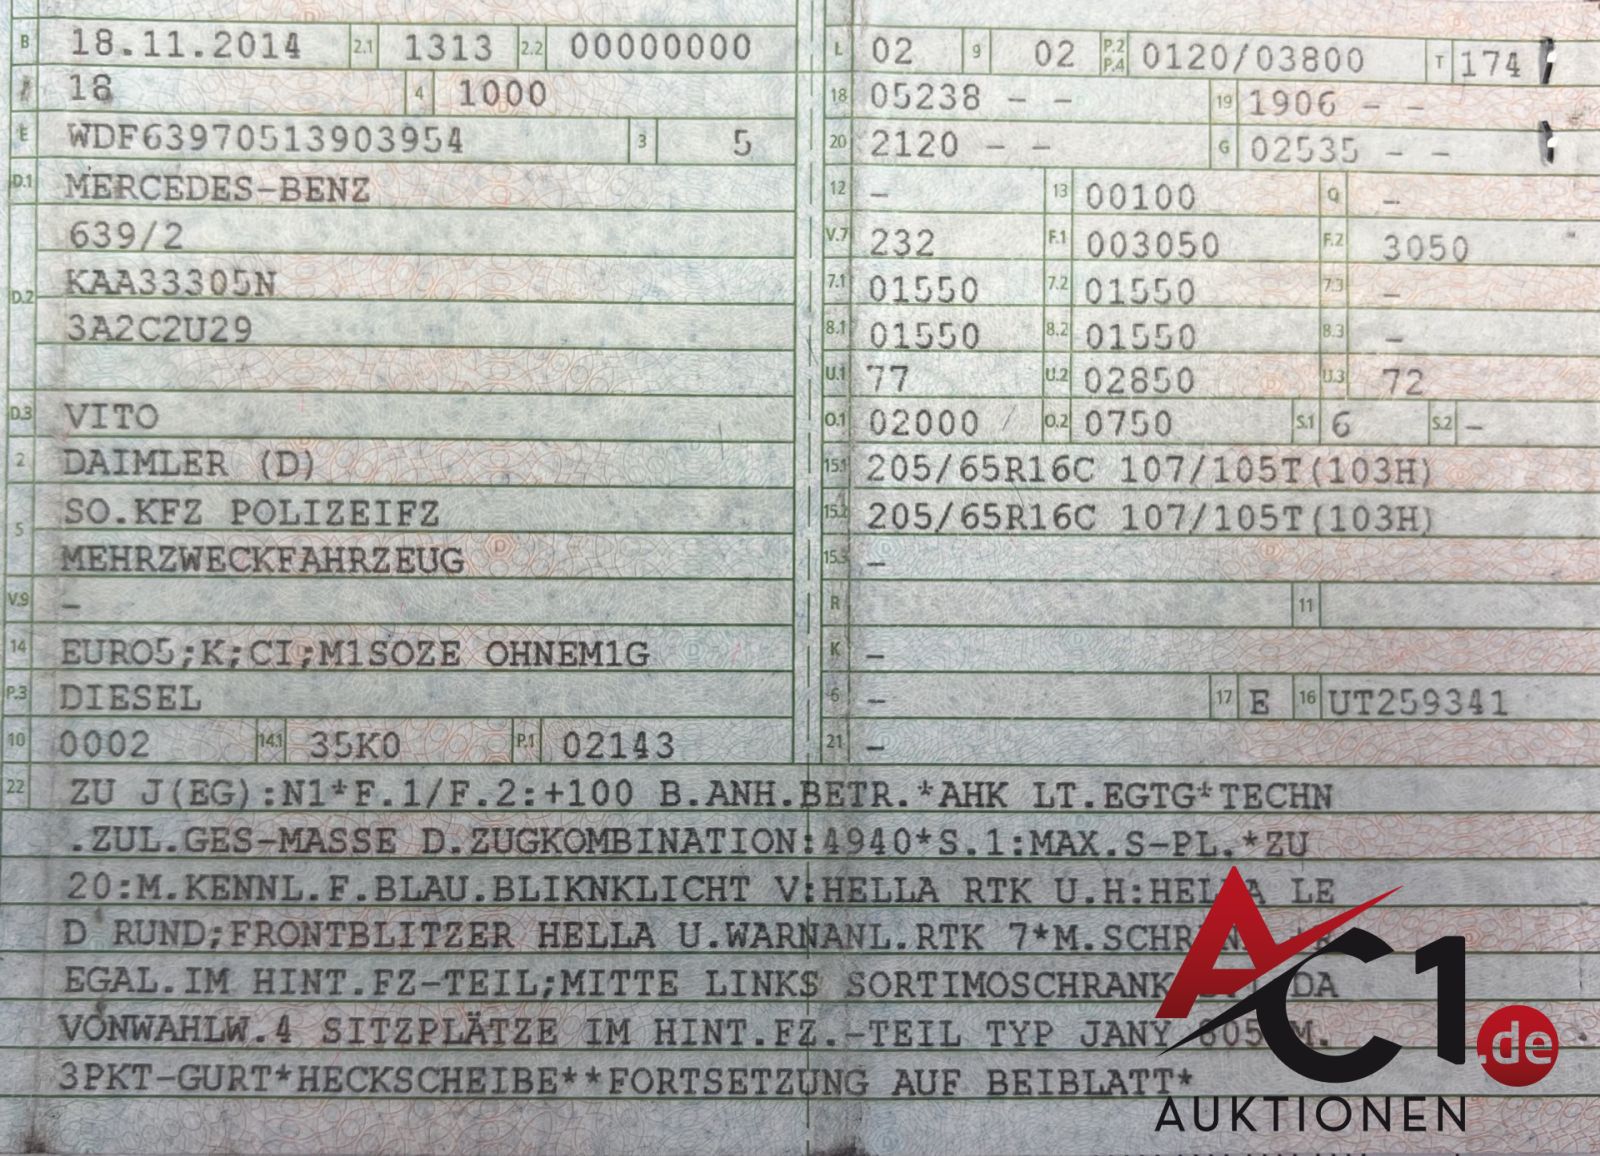 B 18.11.2014 2.1 1313 2.2 00000000
18 4 1000
E WDF63970513903954 3 5
D.1 MERCEDES-BENZ
639/2
D.2 KAA33305N
3A2C2U29
D.3 VITO
2 DAIMLER (D)
5 SO.KFZ POLIZEIFZ
MEHRZWECKFAHRZEUG
V.9 –
14 EURO5;K;CI;M1SOZE OHNEM1G
P.3 DIESEL
10 0002 14.1 35K0 P.1 02143
L 02 9 02 P.2 P.4 0120/03800 T 174
18 05238 – – 19 1906 – –
20 2120 – – G 02535 – –
12 – 13 00100 Q –
V.7 232 F.1 003050 F.2 3050
7.1 01550 7.2 01550 7.3 –
8.1 01550 8.2 01550 8.3 –
U.1 77 U.2 02850 U.3 72
O.1 02000 O.2 0750 S.1 6 S.2 –
15.1 205/65R16C 107/105T(103H)
15.2 205/65R16C 107/105T(103H)
15.3 –
R 11
K –
6 – 17 E 16 UT259341
21 –
22 ZU J(EG):N1*F.1/F.2:+100 B.ANH.BETR.*AHK LT.EGTG*TECHN
.ZUL.GES-MASSE D.ZUGKOMBINATION:4940*S.1:MAX.S-PL.*ZU
20:M.KENNL.F.BLAU.BLIKNKLICHT V:HELLA RTK U.H:HELLA LE
D RUND;FRONTBLITZER HELLA U.WARNANL.RTK 7*M.
EGAL.IM HINT.FZ-TEIL;MITTE LINKS SORTIMOSCHRANK DA
VONWAHLW.4 SITZPLÄTZE IM HINT.FZ.-TEIL TYP JANY 605 M.
3PKT-GURT*HECKSCHEIBE**FORTSETZUNG AUF BEIBLATT*
AC1.de
AUKTIONEN